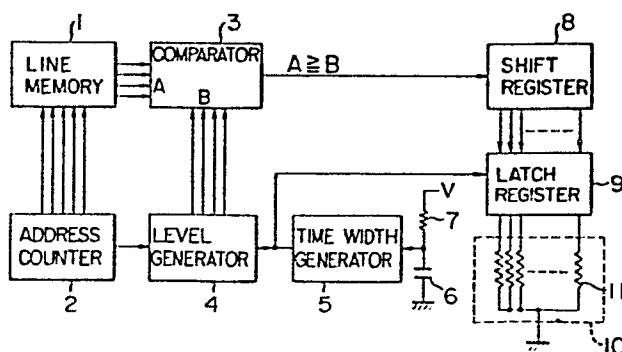 1
3
8
LINE
MEMORY
COMPARATOR
A
B
A ≧ B
SHIFT
REGISTER
LATCH
REGISTER
9
V
7
ADDRESS
COUNTER
LEVEL
GENERATOR
TIME WIDTH
GENERATOR
6
11
2
4
5
10